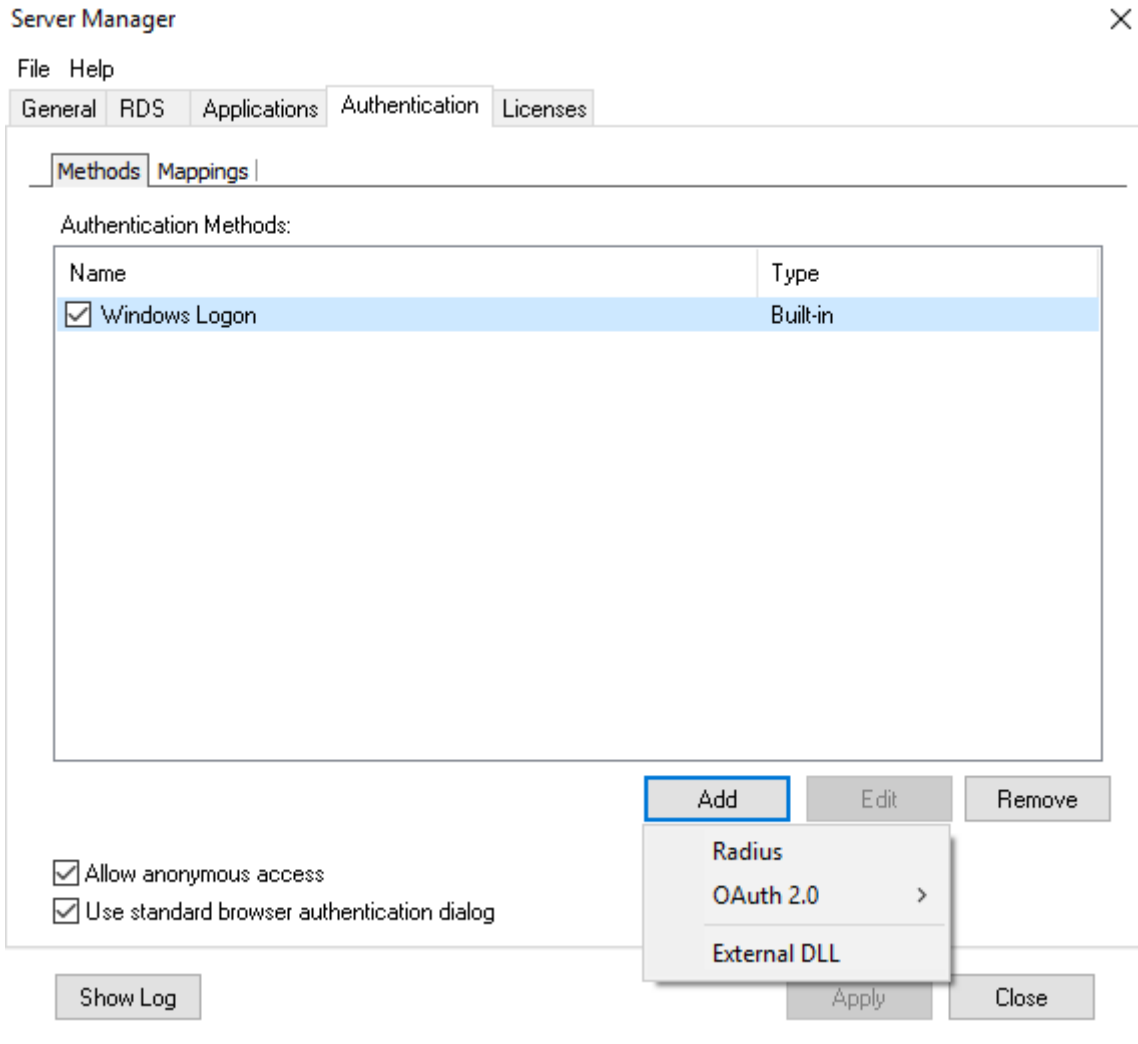 Server Manager
File Help
General RDS Applications Authentication Licenses
Methods Mappings
Authentication Methods:
Name Type
Windows Logon Built-in
Add Edit Remove
Radius
OAuth 2.0
External DLL
Allow anonymous access
Use standard browser authentication dialog
Show Log Apply Close